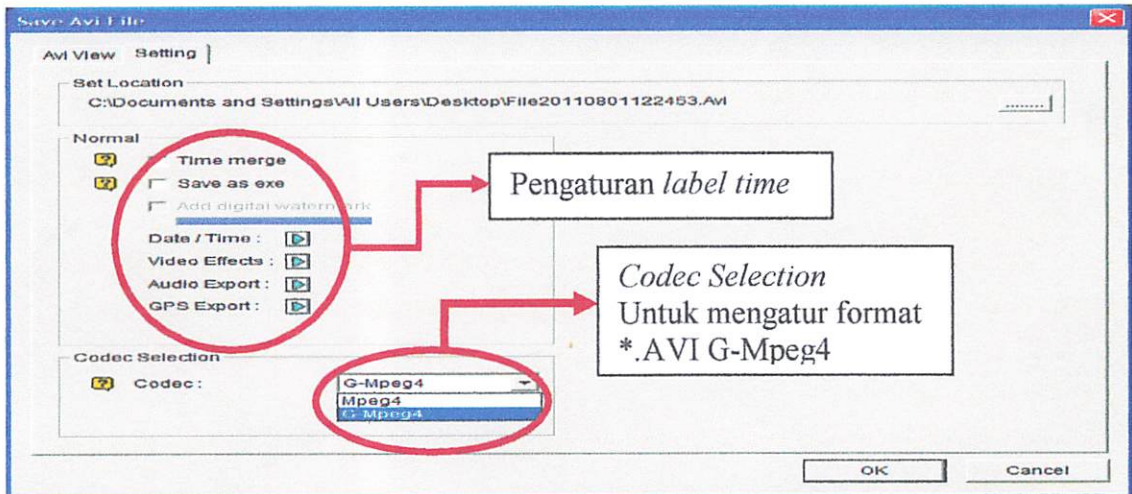 Save Avi File
Avi View Setting
Set Location
C:\Documents and Settings\All Users\Desktop\File20110801122453.Avi
........
Normal
Time merge
Save as exe
Add digital watermark
Date / Time :
Video Effects :
Audio Export :
GPS Export :
Pengaturan label time
Codec Selection
Untuk mengatur format
*.AVI G-Mpeg4
Codec Selection
Codec :
G-Mpeg4
Mpeg4
G-Mpeg4
OK Cancel